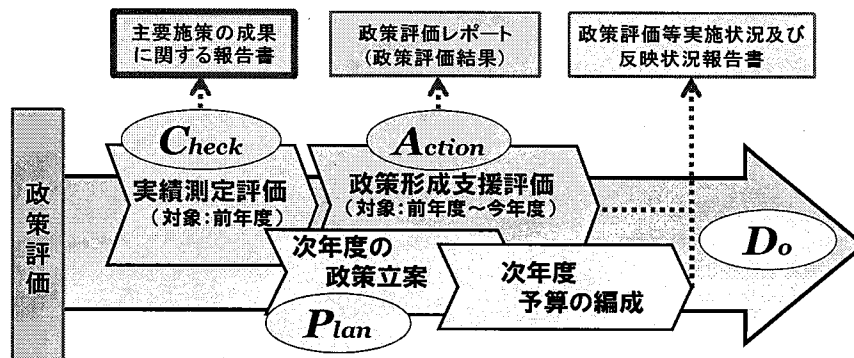 主要施策の成果
に関する報告書
政策評価レポート
(政策評価結果)
政策評価等実施状況及び
反映状況報告書
Check
Action
政策評価
実績測定評価
(対象:前年度)
政策形成支援評価
(対象:前年度~今年度)
次年度の
政策立案
次年度
予算の編成
Do
Plan